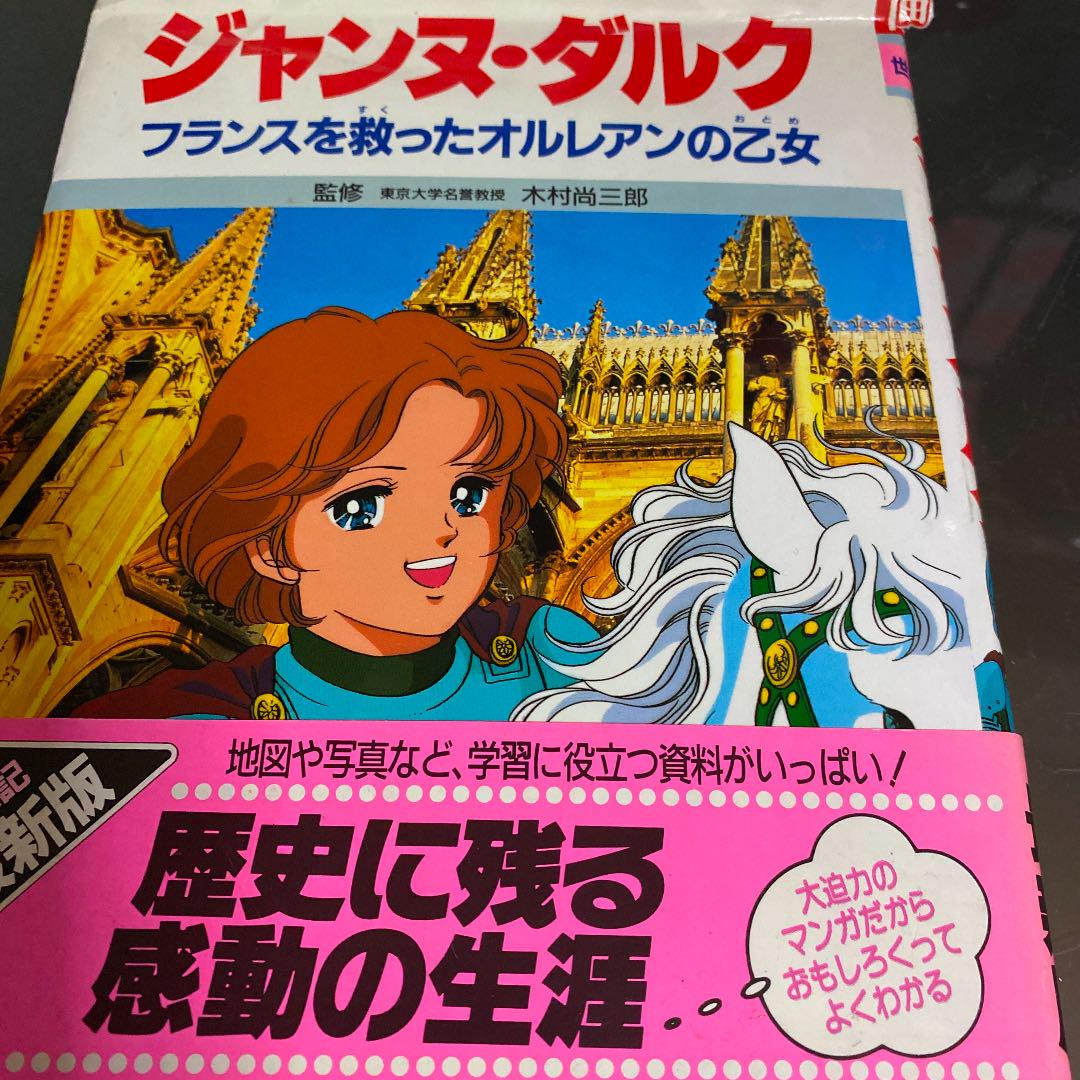 ジャンヌ・ダルク
フランスを救ったオルレアンの乙女
すく
おとめ
監修 東京大学名誉教授 木村尚三郎
地図や写真など、学習に役立つ資料がいっぱい!
新版
歴史に残る
感動の生涯
大迫力の
マンガだから
おもしろくって
よくわかる